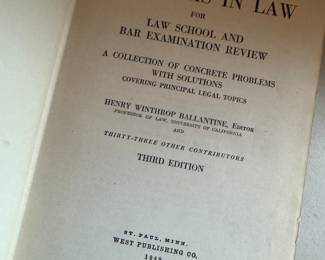 IN LAW
FOR
LAW SCHOOL AND
BAR EXAMINATION REVIEW
A COLLECTION OF CONCRETE PROBLEMS
WITH SOLUTIONS
COVERING PRINCIPAL LEGAL TOPICS
HENRY WINTHROP BALLANTINE, EDITOR
PROFESSOR OF LAW, UNIVERSITY OF CALIFORNIA
AND
THIRTY-THREE OTHER CONTRIBUTORS
THIRD EDITION
ST. PAUL, MINN.
WEST PUBLISHING CO.